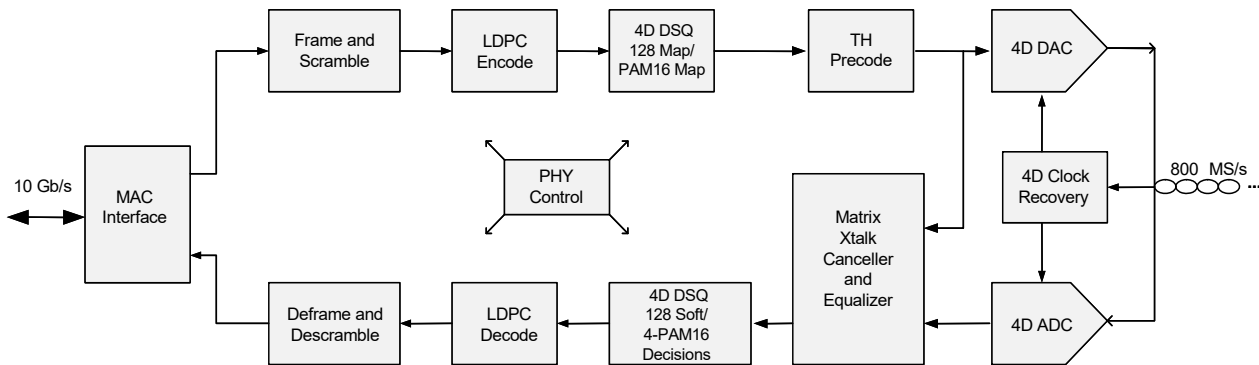 Frame and
Scramble
LDPC
Encode
4D DSQ
128 Map/
PAM16 Map
TH
Precode
4D DAC
10 Gb/s
MAC
Interface
PHY
Control
Matrix
Xtalk
Canceller
and
Equalizer
4D Clock
Recovery
800 MS/s
...
Deframe and
Descramble
LDPC
Decode
4D DSQ
128 Soft/
4-PAM16
Decisions
4D ADC